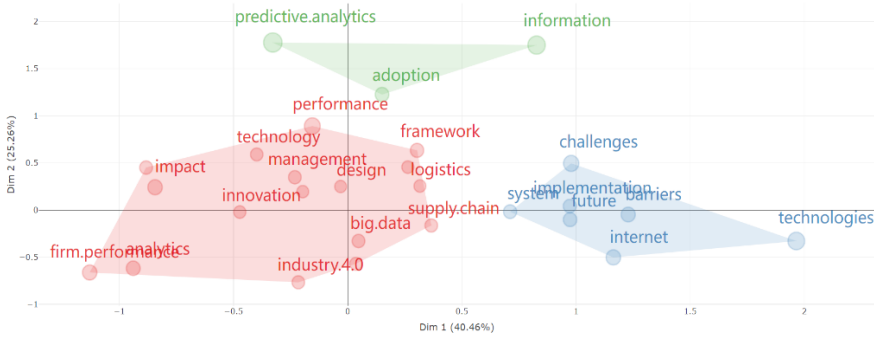 predictive.analytics
information
adoption
performance
technology
framework
challenges
impact
management
design
logistics
innovation
system
implementation
future
barriers
big.data
supply.chain
technologies
firm.performance
analytics
industry.4.0
internet
2
1.5
1
0.5
0
−0.5
−1
Dim 2 (25.26%)
−1
−0.5
0
0.5
1
1.5
2
Dim 1 (40.46%)